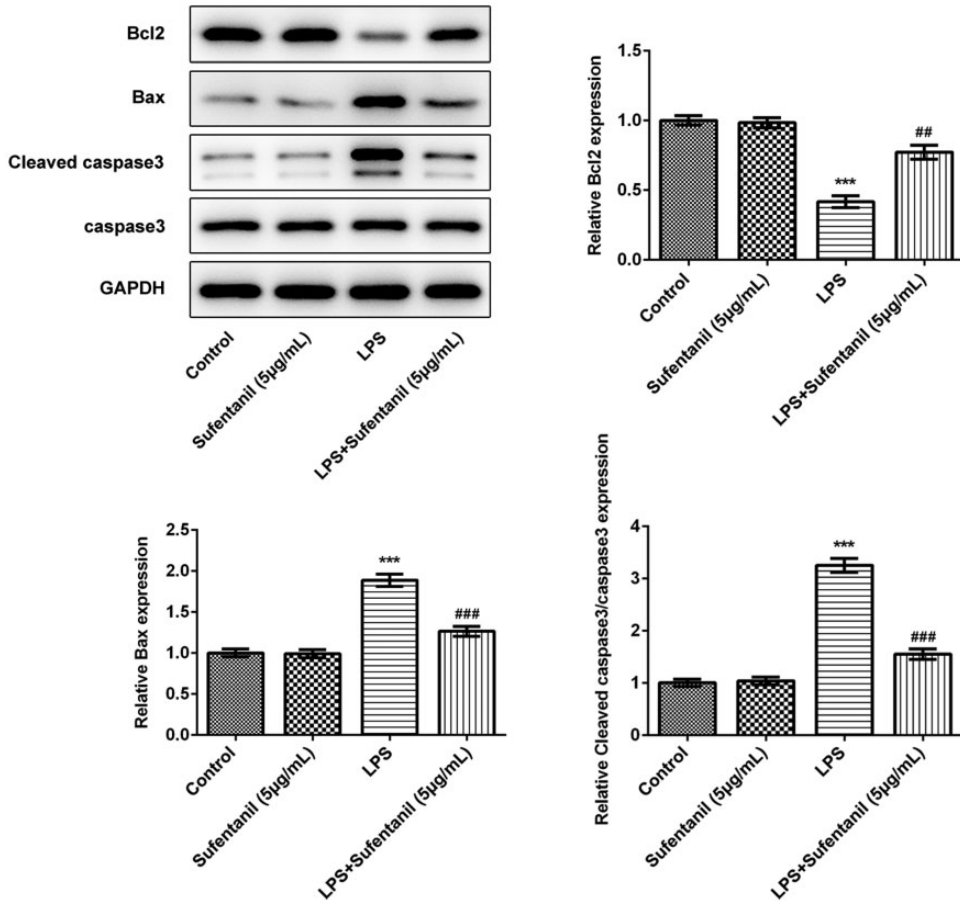 Bcl2
Bax
Cleaved caspase3
caspase3
GAPDH
Control
Sufentanil (5µg/mL)
LPS
LPS+Sufentanil (5µg/mL)
Relative Bcl2 expression
1.5
1.0
0.5
0.0
***
##
Control
Sufentanil (5µg/mL)
LPS
LPS+Sufentanil (5µg/mL)
Relative Bax expression
2.5
2.0
1.5
1.0
0.5
0.0
***
###
Control
Sufentanil (5µg/mL)
LPS
LPS+Sufentanil (5µg/mL)
Relative Cleaved caspase3/caspase3 expression
4
3
2
1
0
***
###
Control
Sufentanil (5µg/mL)
LPS
LPS+Sufentanil (5µg/mL)